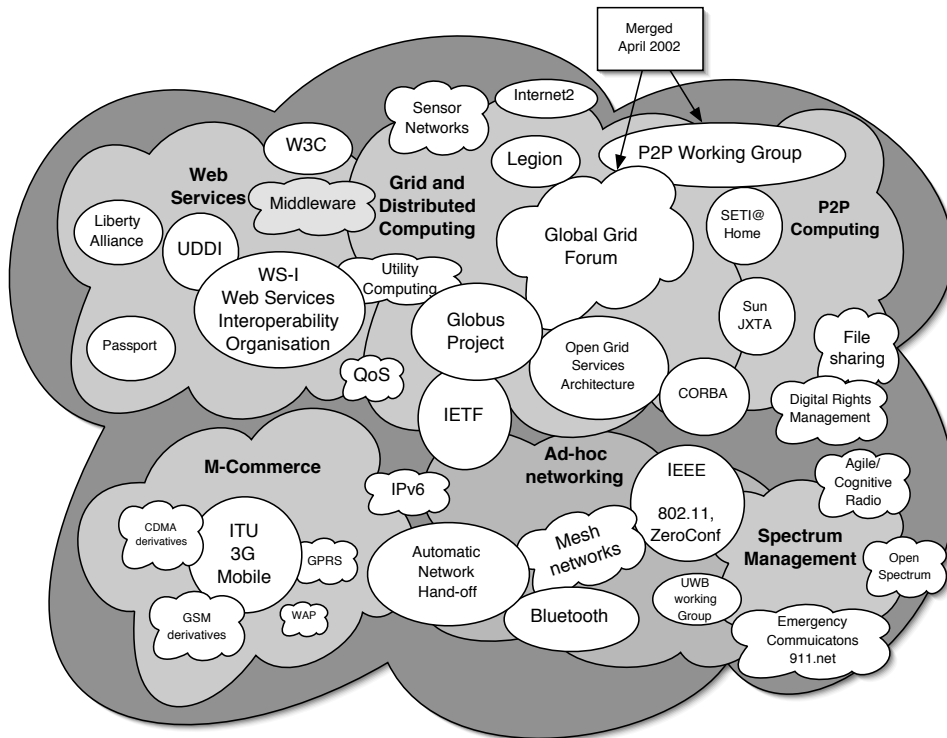 Merged
April 2002
Internet2
Sensor
Networks
W3C
Legion
P2P Working Group
Web
Services
Middleware
Grid and
Distributed
Computing
Liberty
Alliance
UDDI
Global Grid
Forum
SETI@
Home
P2P
Computing
WS-I
Web Services
Interoperability
Organisation
Utility
Computing
Globus
Project
Sun
JXTA
Passport
QoS
Open Grid
Services
Architecture
File
sharing
CORBA
Digital Rights
Management
IETF
M-Commerce
Ad-hoc
networking
IPv6
IEEE
802.11,
ZeroConf
Agile/
Cognitive
Radio
CDMA
derivatives
ITU
3G
Mobile
GPRS
Automatic
Network
Hand-off
Mesh
networks
Spectrum
Management
Open
Spectrum
GSM
derivatives
WAP
Bluetooth
UWB
working
Group
Emergency
Commuicatons
911.net